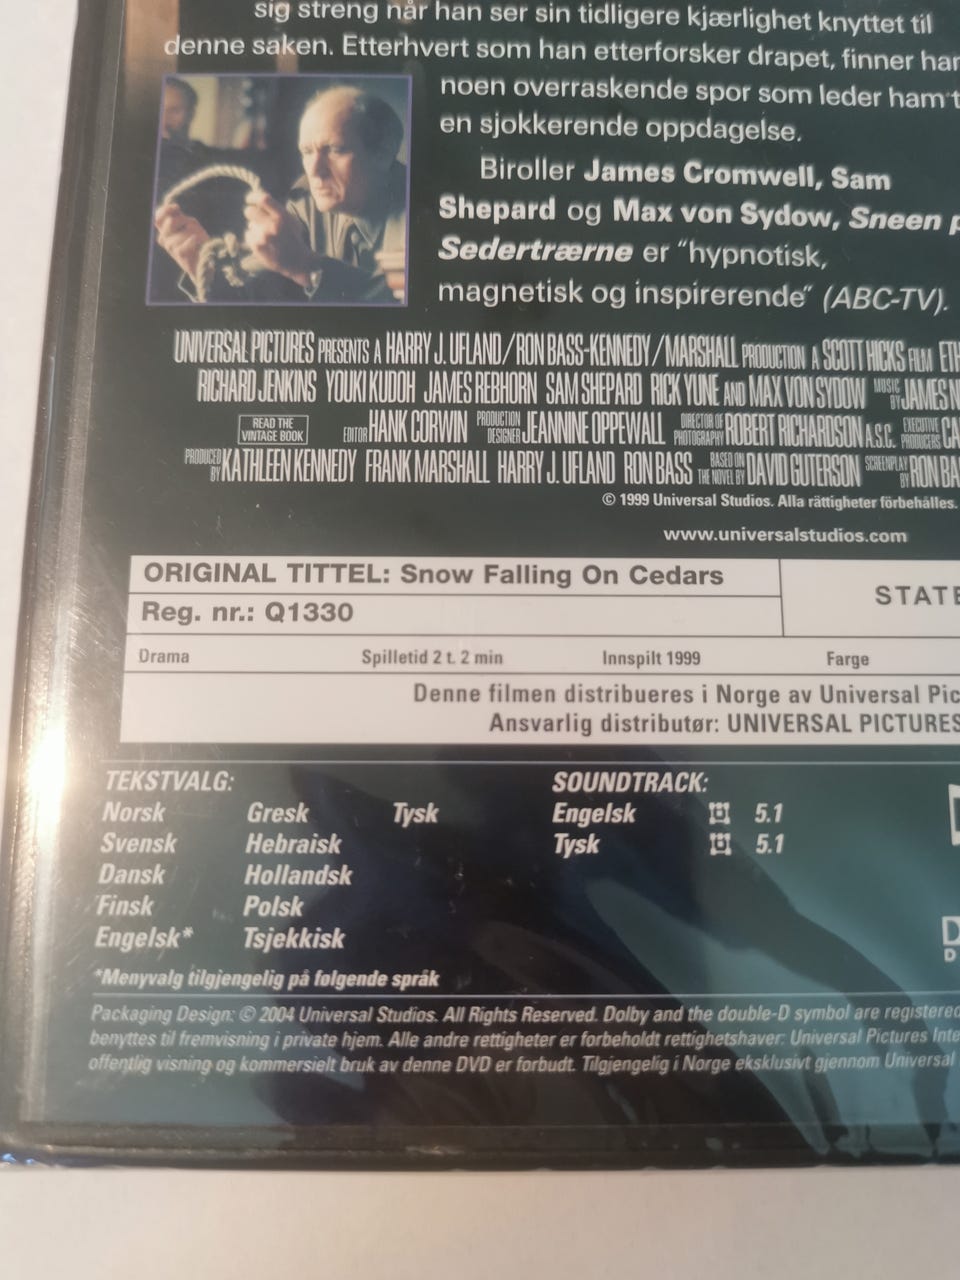 sig streng når han ser sin tidligere kjærlighet knyttet til
denne saken. Etterhvert som han etterforsker drapet, finner har
noen overraskende spor som leder ham t
en sjokkerende oppdagelse.
Biroller James Cromwell, Sam
Shepard og Max von Sydow, Sneen p
Sedertrærne er "hypnotisk,
magnetisk og inspirerende" (ABC-TV).
UNIVERSAL PICTURES PRESENTS A HARRY J. UFLAND/RON BASS-KENNEDY/MARSHALL PRODUCTION A SCOTT HICKS FILM ETH
RICHARD JENKINS YOUKI KUDOH JAMES REBHORN SAM SHEPARD RICK YUNE AND MAX VON SYDOW MUSIC BY JAMES N
READ THE VINTAGE BOOK EDITOR HANK CORWIN PRODUCTION DESIGNER JEANNINE OPPEWALL DIRECTOR OF PHOTOGRAPHY ROBERT RICHARDSON A.S.C. EXECUTIVE PRODUCERS CA
PRODUCED BY KATHLEEN KENNEDY FRANK MARSHALL HARRY J. UFLAND RON BASS BASED ON THE NOVEL BY DAVID GUTERSON SCREENPLAY BY RON BA
© 1999 Universal Studios. Alla rättigheter förbehålles.
www.universalstudios.com
ORIGINAL TITTEL: Snow Falling On Cedars
STATE
Reg. nr.: Q1330
Drama Spilletid 2 t. 2 min Innspilt 1999 Farge
Denne filmen distribueres i Norge av Universal Pic
Ansvarlig distributør: UNIVERSAL PICTURES
TEKSTVALG: SOUNDTRACK:
Norsk Gresk Tysk Engelsk 5.1
Svensk Hebraisk Tysk 5.1
Dansk Hollandsk
Finsk Polsk
Engelsk* Tsjekkisk
*Menyvalg tilgjengelig på følgende språk
Packaging Design: © 2004 Universal Studios. All Rights Reserved. Dolby and the double-D symbol are registered
benyttes til fremvisning i private hjem. Alle andre rettigheter er forbeholdt rettighetshaver: Universal Pictures Inte
offentlig visning og kommersielt bruk av denne DVD er forbudt. Tilgjengelig i Norge eksklusivt gjennom Universal